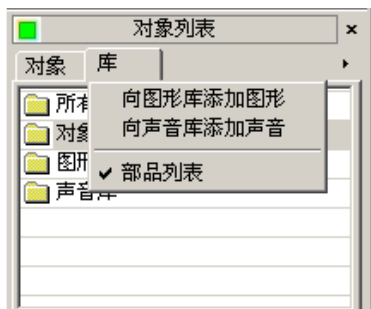 对象列表
对象 库
向图形库添加图形
向声音库添加声音
部品列表
所有
对象
图形
声音库